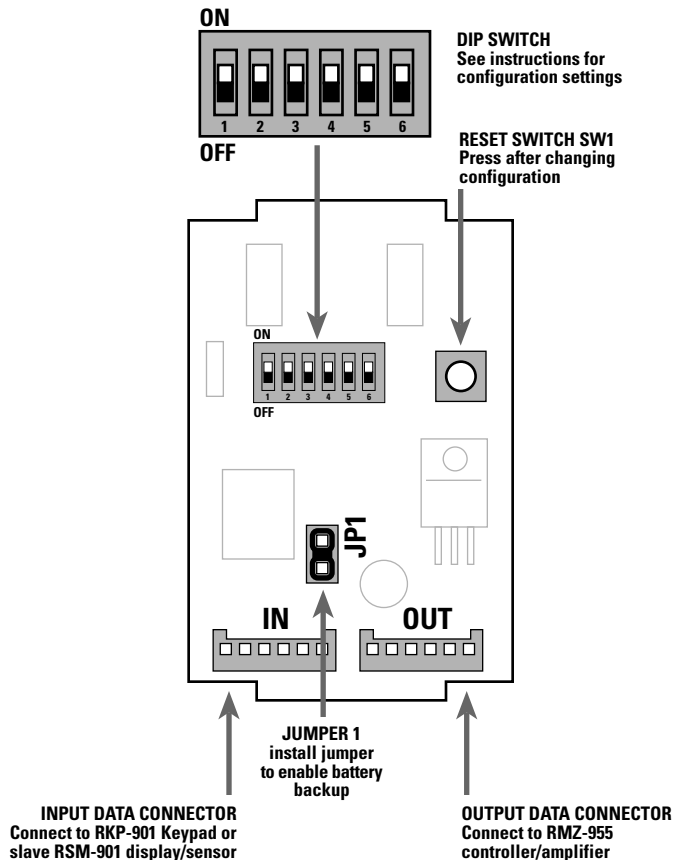 ON
1 2 3 4 5 6
OFF
DIP SWITCH
See instructions for
configuration settings
RESET SWITCH SW1
Press after changing
configuration
ON
1 2 3 4 5 6
OFF
JP1
IN
OUT
JUMPER 1
install jumper
to enable battery
backup
INPUT DATA CONNECTOR
Connect to RKP-901 Keypad or
slave RSM-901 display/sensor
OUTPUT DATA CONNECTOR
Connect to RMZ-955
controller/amplifier